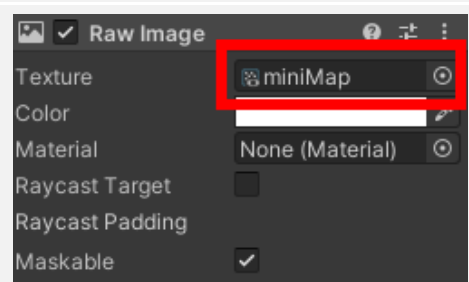 Raw Image
Texture miniMap
Color
Material None (Material)
Raycast Target
Raycast Padding
Maskable